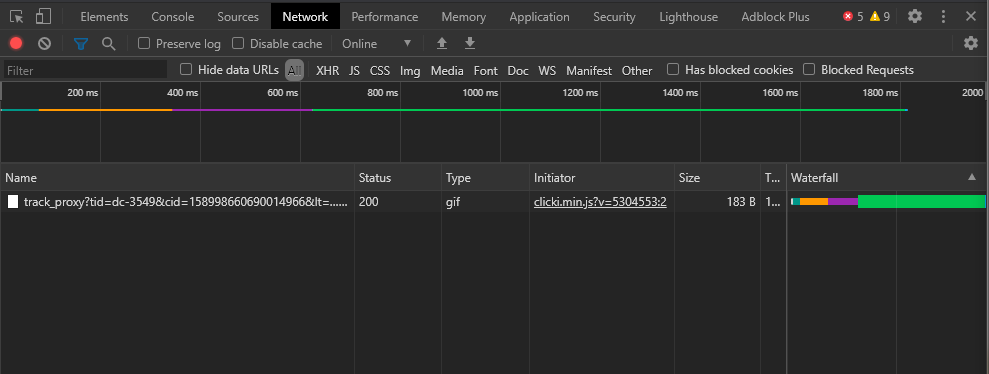 Elements Console Sources Network Performance Memory Application Security Lighthouse Adblock Plus 5 9
Preserve log Disable cache Online
Filter Hide data URLs All XHR JS CSS Img Media Font Doc WS Manifest Other Has blocked cookies Blocked Requests
200 ms 400 ms 600 ms 800 ms 1000 ms 1200 ms 1400 ms 1600 ms 1800 ms 2000
Name Status Type Initiator Size T... Waterfall
track_proxy?tid=dc-3549&cid=158998660690014966&lt=...... 200 gif clicki.min.js?v=5304553:2 183 B 1...